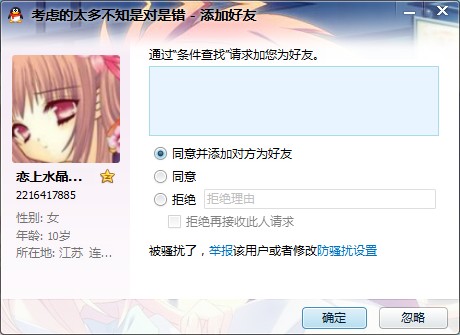 考虑的太多不知是对是错 - 添加好友
通过"条件查找"请求加您为好友。
恋上水晶...
2216417885
性别: 女
年龄: 10岁
所在地: 江苏 连...
同意并添加对方为好友
同意
拒绝 拒绝理由
拒绝再接收此人请求
被骚扰了，举报该用户或者修改防骚扰设置
确定 忽略